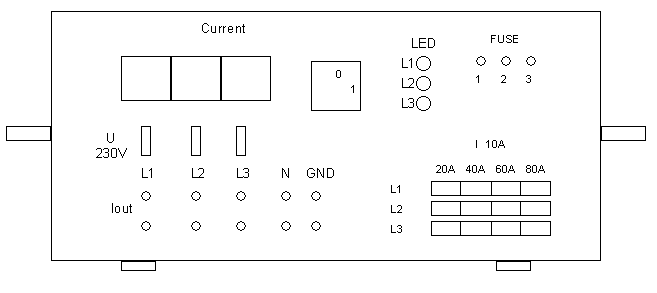 Current
LED
FUSE
L1
L2
L3
1 2 3
0
1
U
230V
L1 L2 L3 N GND
Iout
I 10A
20A 40A 60A 80A
L1
L2
L3